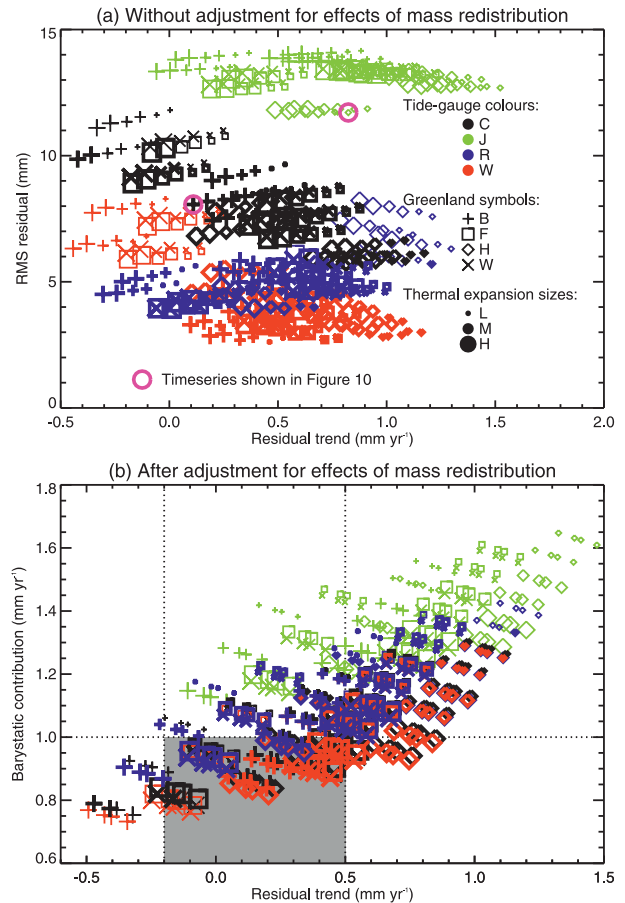 (a) Without adjustment for effects of mass redistribution
15
10
5
0
RMS residual (mm)
Tide-gauge colours:
C
J
R
W
Greenland symbols:
B
F
H
W
Thermal expansion sizes:
L
M
H
Timeseries shown in Figure 10
-0.5 0.0 0.5 1.0 1.5 2.0
Residual trend (mm yr⁻¹)
(b) After adjustment for effects of mass redistribution
1.8
1.6
1.4
1.2
1.0
0.8
0.6
Barystatic contribution (mm yr⁻¹)
-0.5 0.0 0.5 1.0 1.5
Residual trend (mm yr⁻¹)